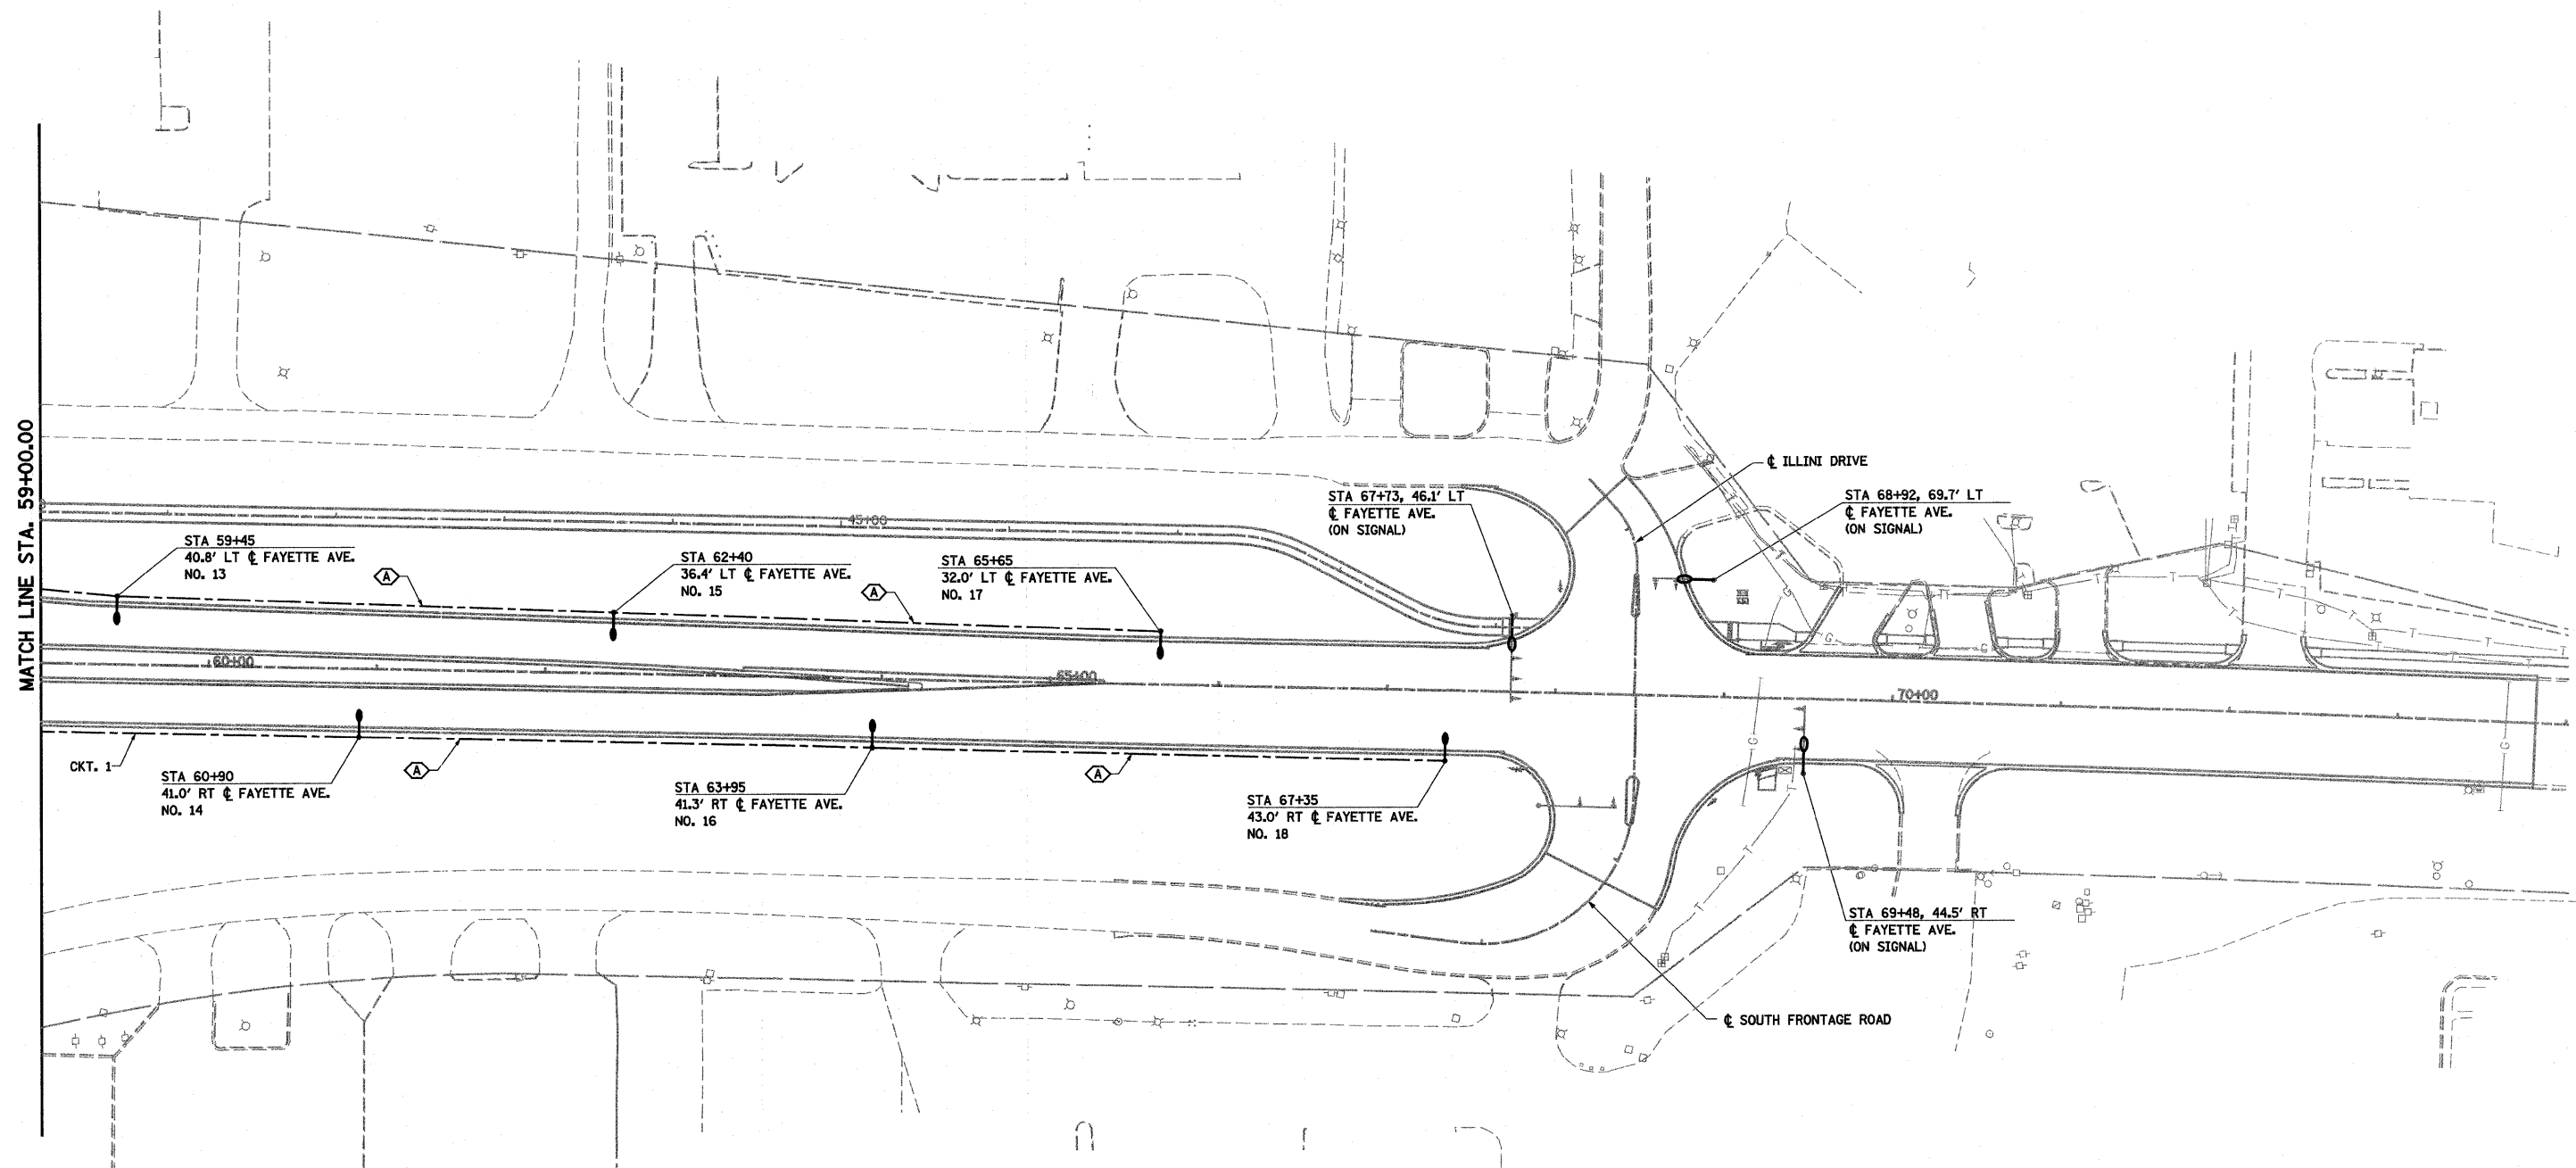 MATCH LINE STA. 59+00.00
45+00
℄ ILLINI DRIVE
STA 67+73, 46.1' LT
℄ FAYETTE AVE.
(ON SIGNAL)
STA 68+92, 69.7' LT
℄ FAYETTE AVE.
(ON SIGNAL)
STA 59+45
40.8' LT ℄ FAYETTE AVE.
NO. 13
A
STA 62+40
36.4' LT ℄ FAYETTE AVE.
NO. 15
A
STA 65+65
32.0' LT ℄ FAYETTE AVE.
NO. 17
60+00
65+00
70+00
CKT. 1
STA 60+90
41.0' RT ℄ FAYETTE AVE.
NO. 14
A
STA 63+95
41.3' RT ℄ FAYETTE AVE.
NO. 16
A
STA 67+35
43.0' RT ℄ FAYETTE AVE.
NO. 18
STA 69+48, 44.5' RT
℄ FAYETTE AVE.
(ON SIGNAL)
℄ SOUTH FRONTAGE ROAD
T
T
T
T
T
T
T
T
T
G
G
G
G
G
T
T
T